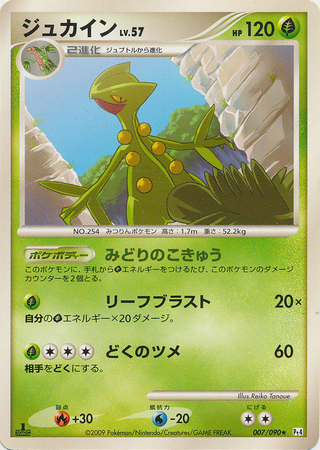 ジュカイン LV.57 HP 120
2進化 ジュプトルから進化
NO.254 みつりんポケモン 高さ:1.7m 重さ:52.2kg
ポケボディー みどりのこきゅう
このポケモンに、手札から エネルギーをつけるたび、このポケモンのダメージ
カウンターを2個とる。
リーフブラスト 20×
自分の エネルギー×20ダメージ。
どくのツメ 60
相手をどくにする。
Illus.Reiko Tanoue
弱点 抵抗力 にげる
+30 -20
1 EDITION ©2009 Pokémon/Nintendo/Creatures/GAME FREAK. 007/090★ Pt4